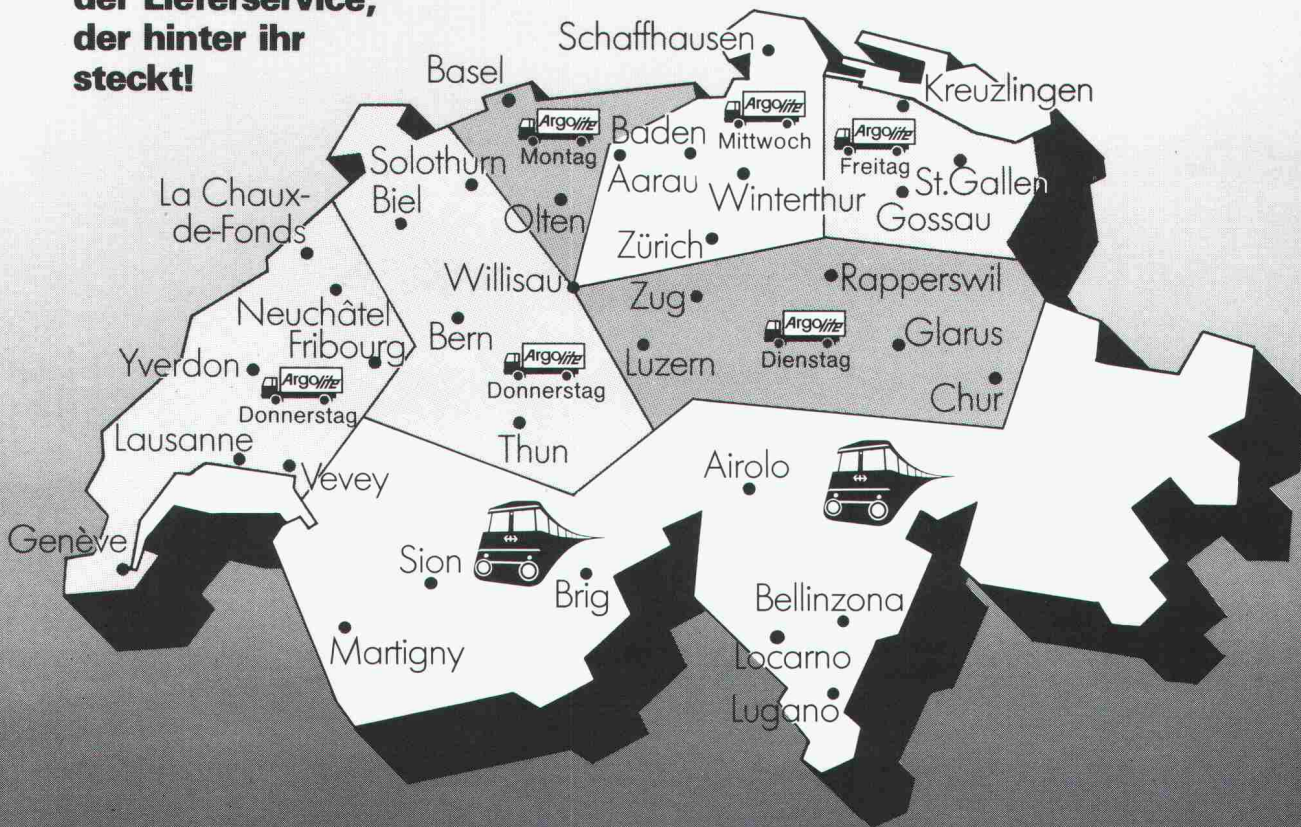 der Lieferservice,
der hinter ihr
steckt!
Schaffhausen
Basel
Kreuzlingen
Argolite
Montag
Baden
Argolite
Mittwoch
Argolite
Freitag
Solothurn
Aarau
St.Gallen
La Chaux-
de-Fonds
Biel
Olten
Winterthur
Gossau
Zürich
Willisau
Zug
Rapperswil
Neuchâtel
Bern
Argolite
Dienstag
Glarus
Fribourg
Yverdon
Argolite
Donnerstag
Argolite
Donnerstag
Luzern
Chur
Lausanne
Vevey
Thun
Airolo
Genève
Sion
Brig
Bellinzona
Martigny
Locarno
Lugano